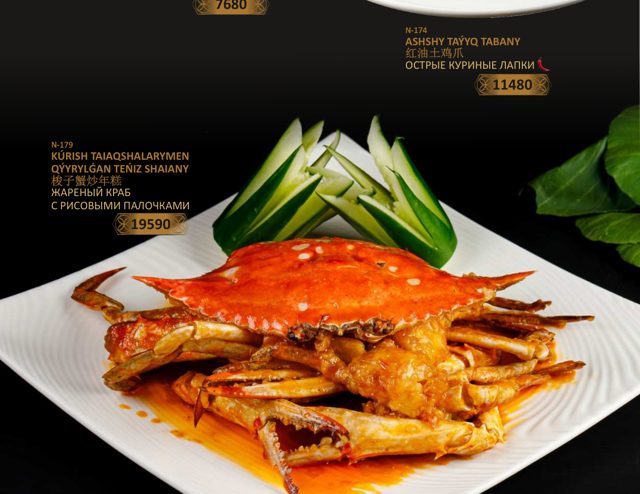 7680
N-174
ASHSHY TAÝYQ TABANY
红油土鸡爪
ОСТРЫЕ КУРИНЫЕ ЛАПКИ
11480
N-179
KÚRISH TAIAQSHALARYMEN
QÝYRYLǴAN TEŃIZ SHAIANY
梭子蟹炒年糕
ЖАРЕНЫЙ КРАБ
С РИСОВЫМИ ПАЛОЧКАМИ
19590